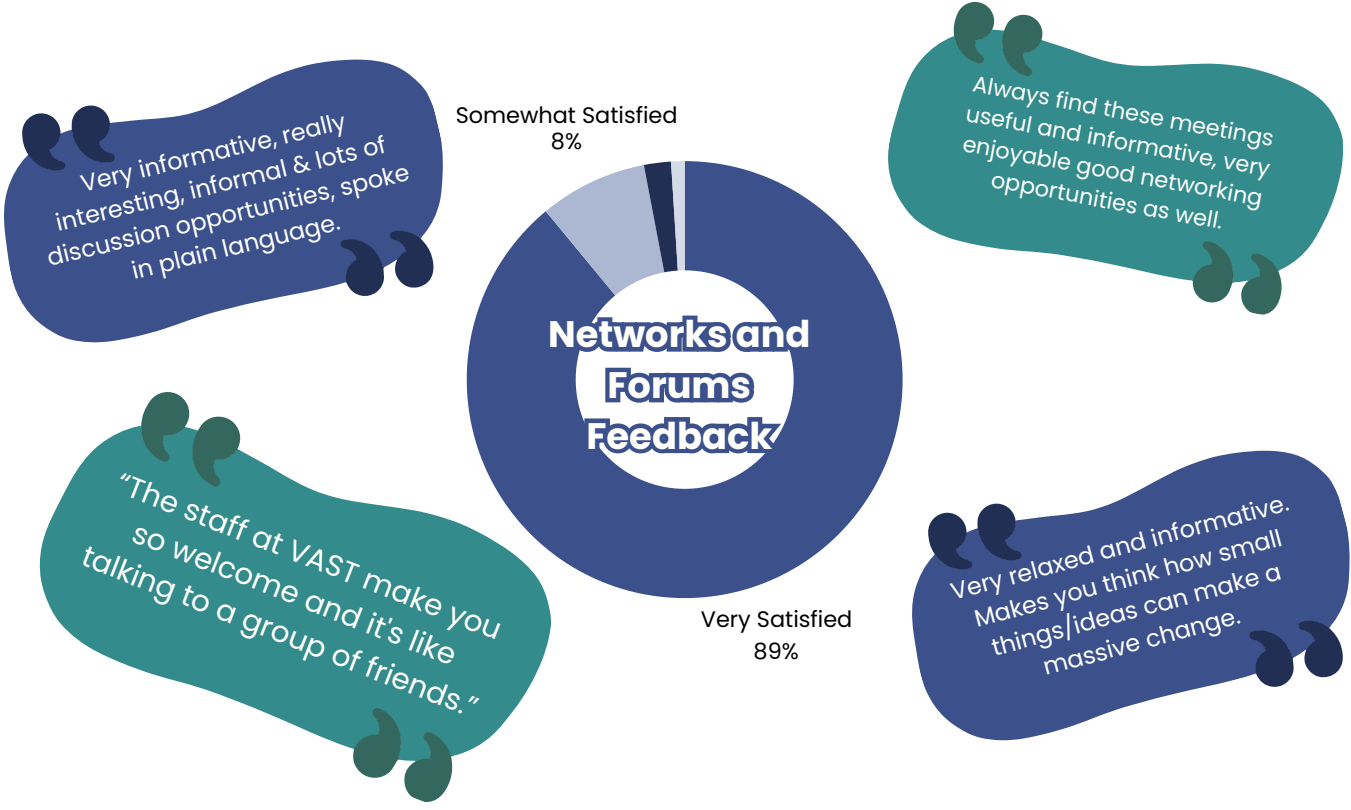 Very informative, really
interesting, informal & lots of
discussion opportunities, spoke
in plain language.
Somewhat Satisfied
8%
Always find these meetings
useful and informative, very
enjoyable good networking
opportunities as well.
Networks and
Forums
Feedback
“The staff at VAST make you
so welcome and it's like
talking to a group of friends.”
Very Satisfied
89%
Very relaxed and informative.
Makes you think how small
things/ideas can make a
massive change.